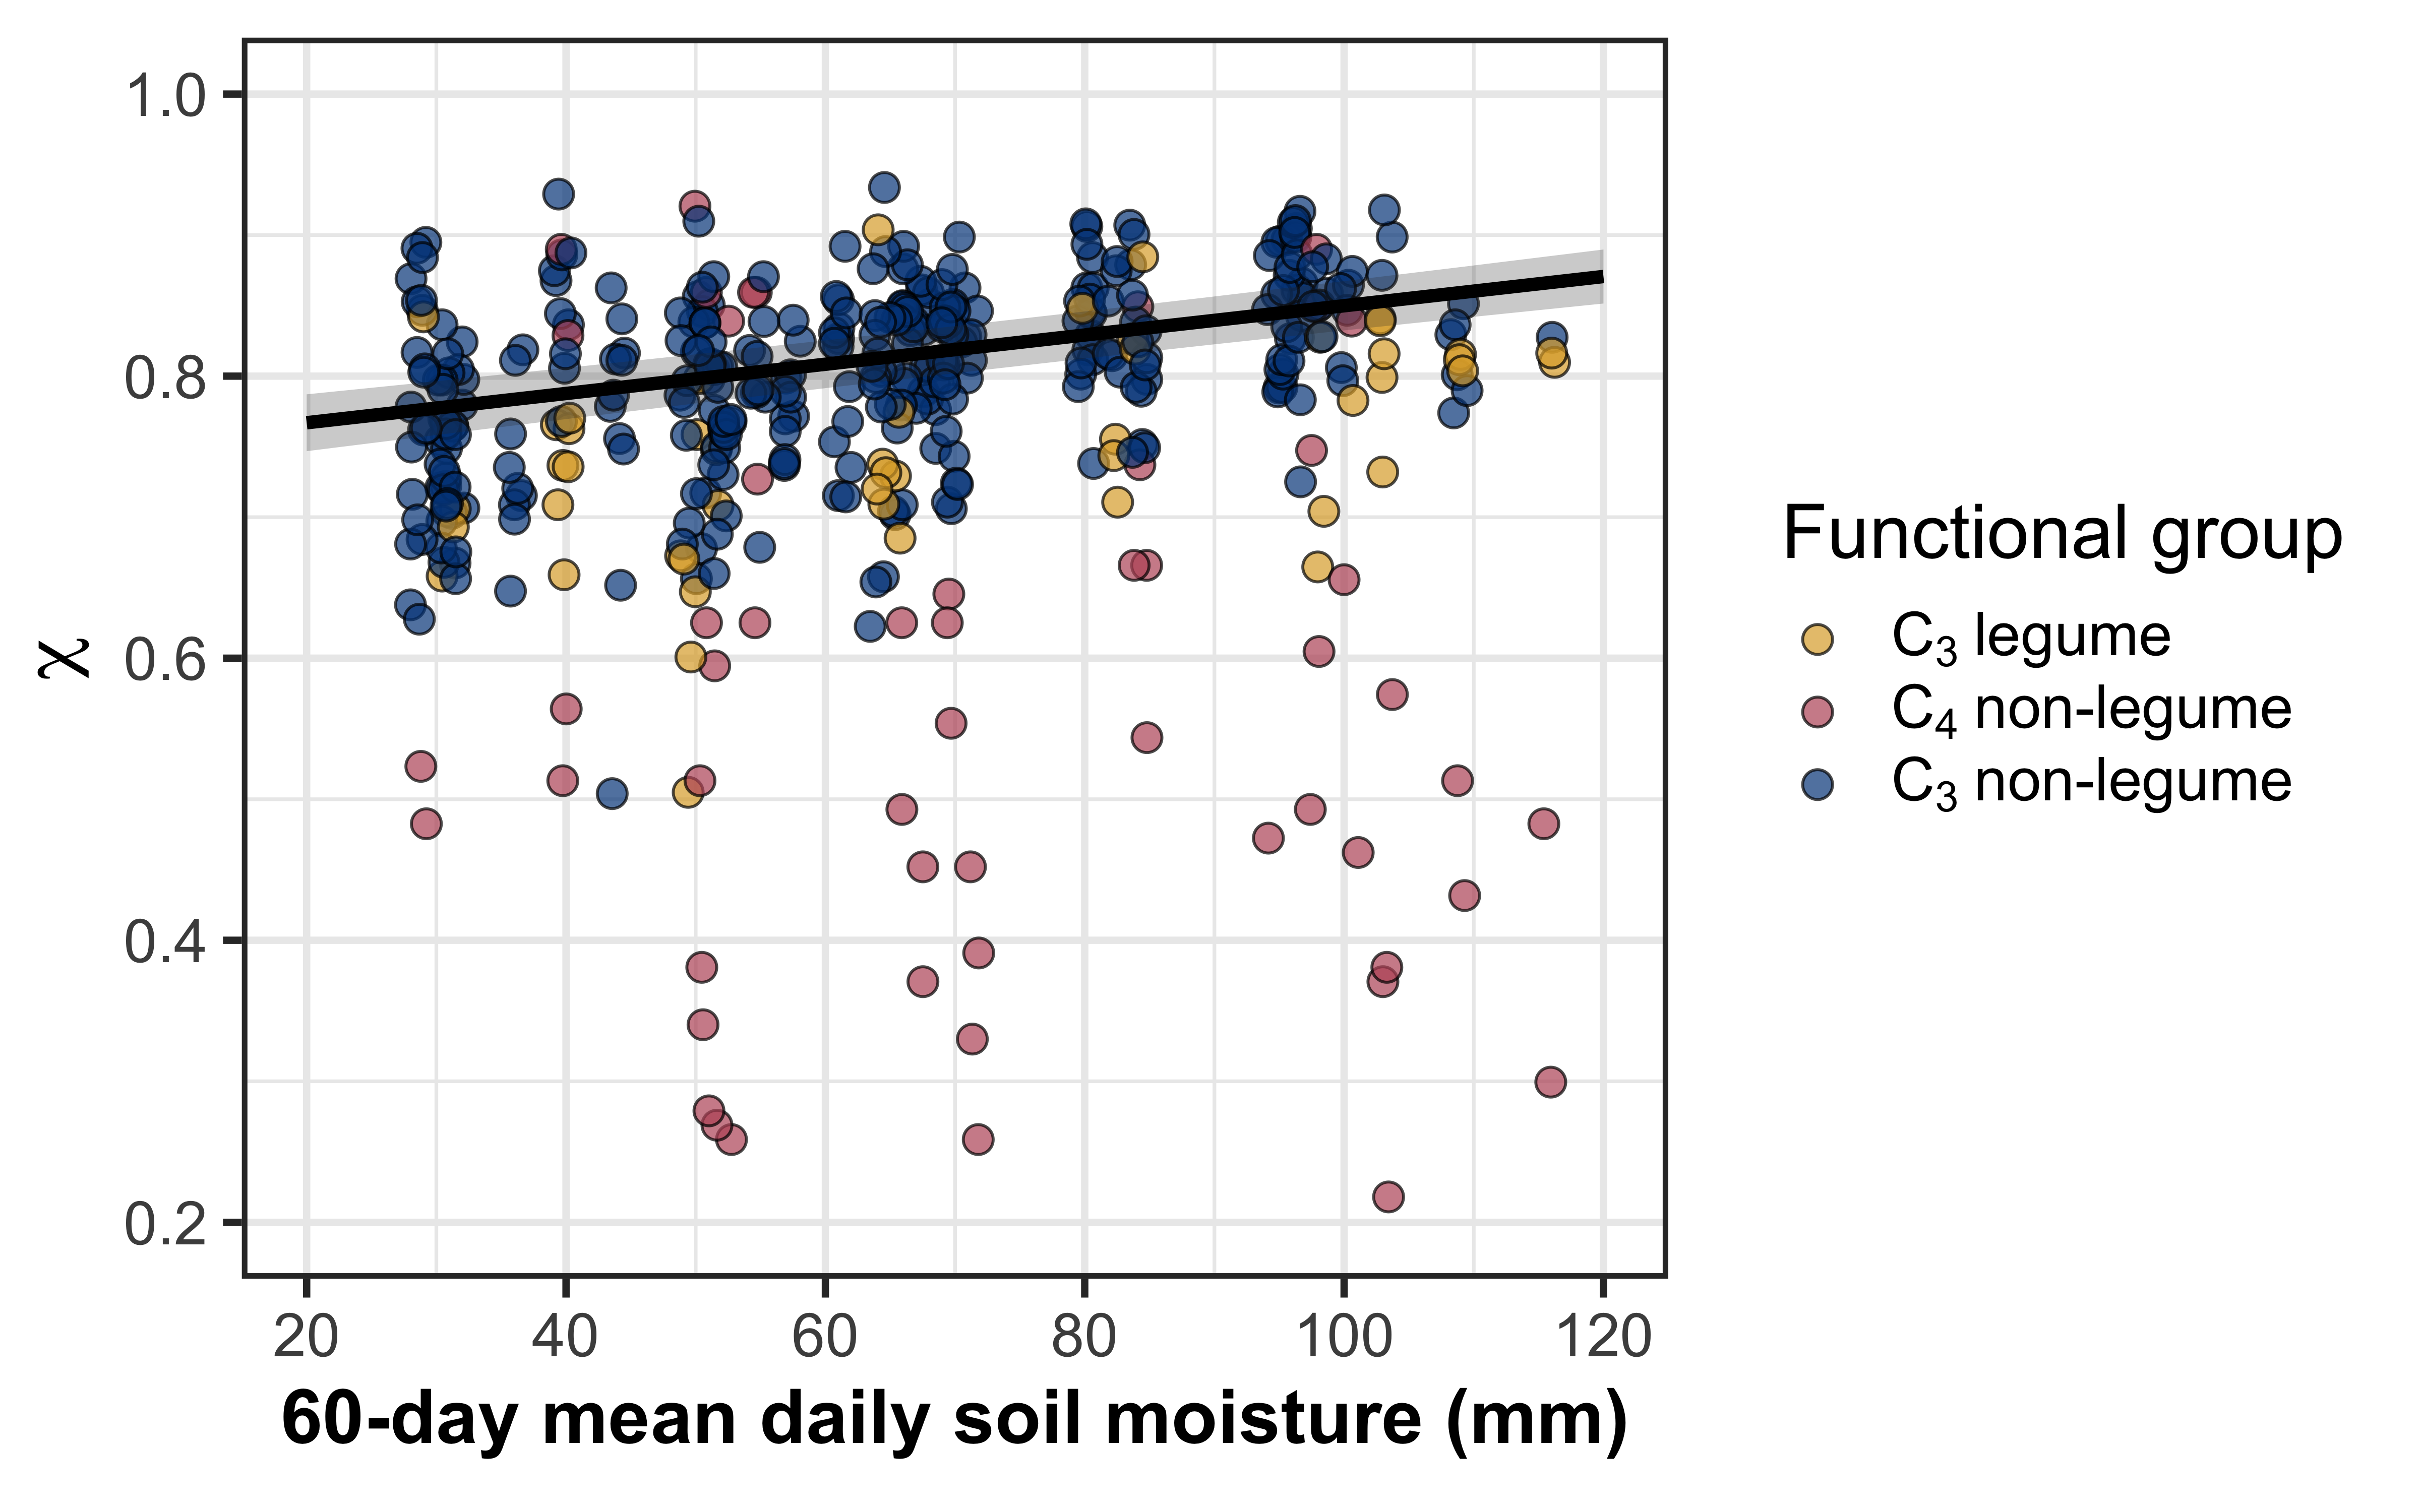 1.0
0.8
0.6
0.4
0.2
χ
20 40 60 80 100 120
60-day mean daily soil moisture (mm)
Functional group
C₃ legume
C₄ non-legume
C₃ non-legume